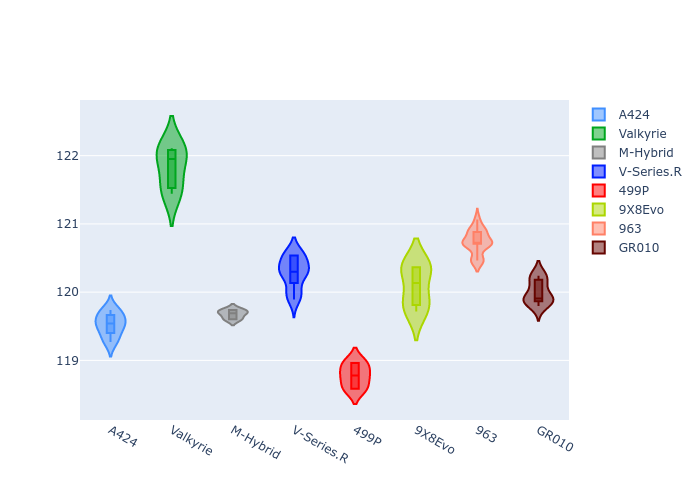 122
121
120
119
A424
Valkyrie
M-Hybrid
V-Series.R
499P
9X8Evo
963
GR010
A424
Valkyrie
M-Hybrid
V-Series.R
499P
9X8Evo
963
GR010